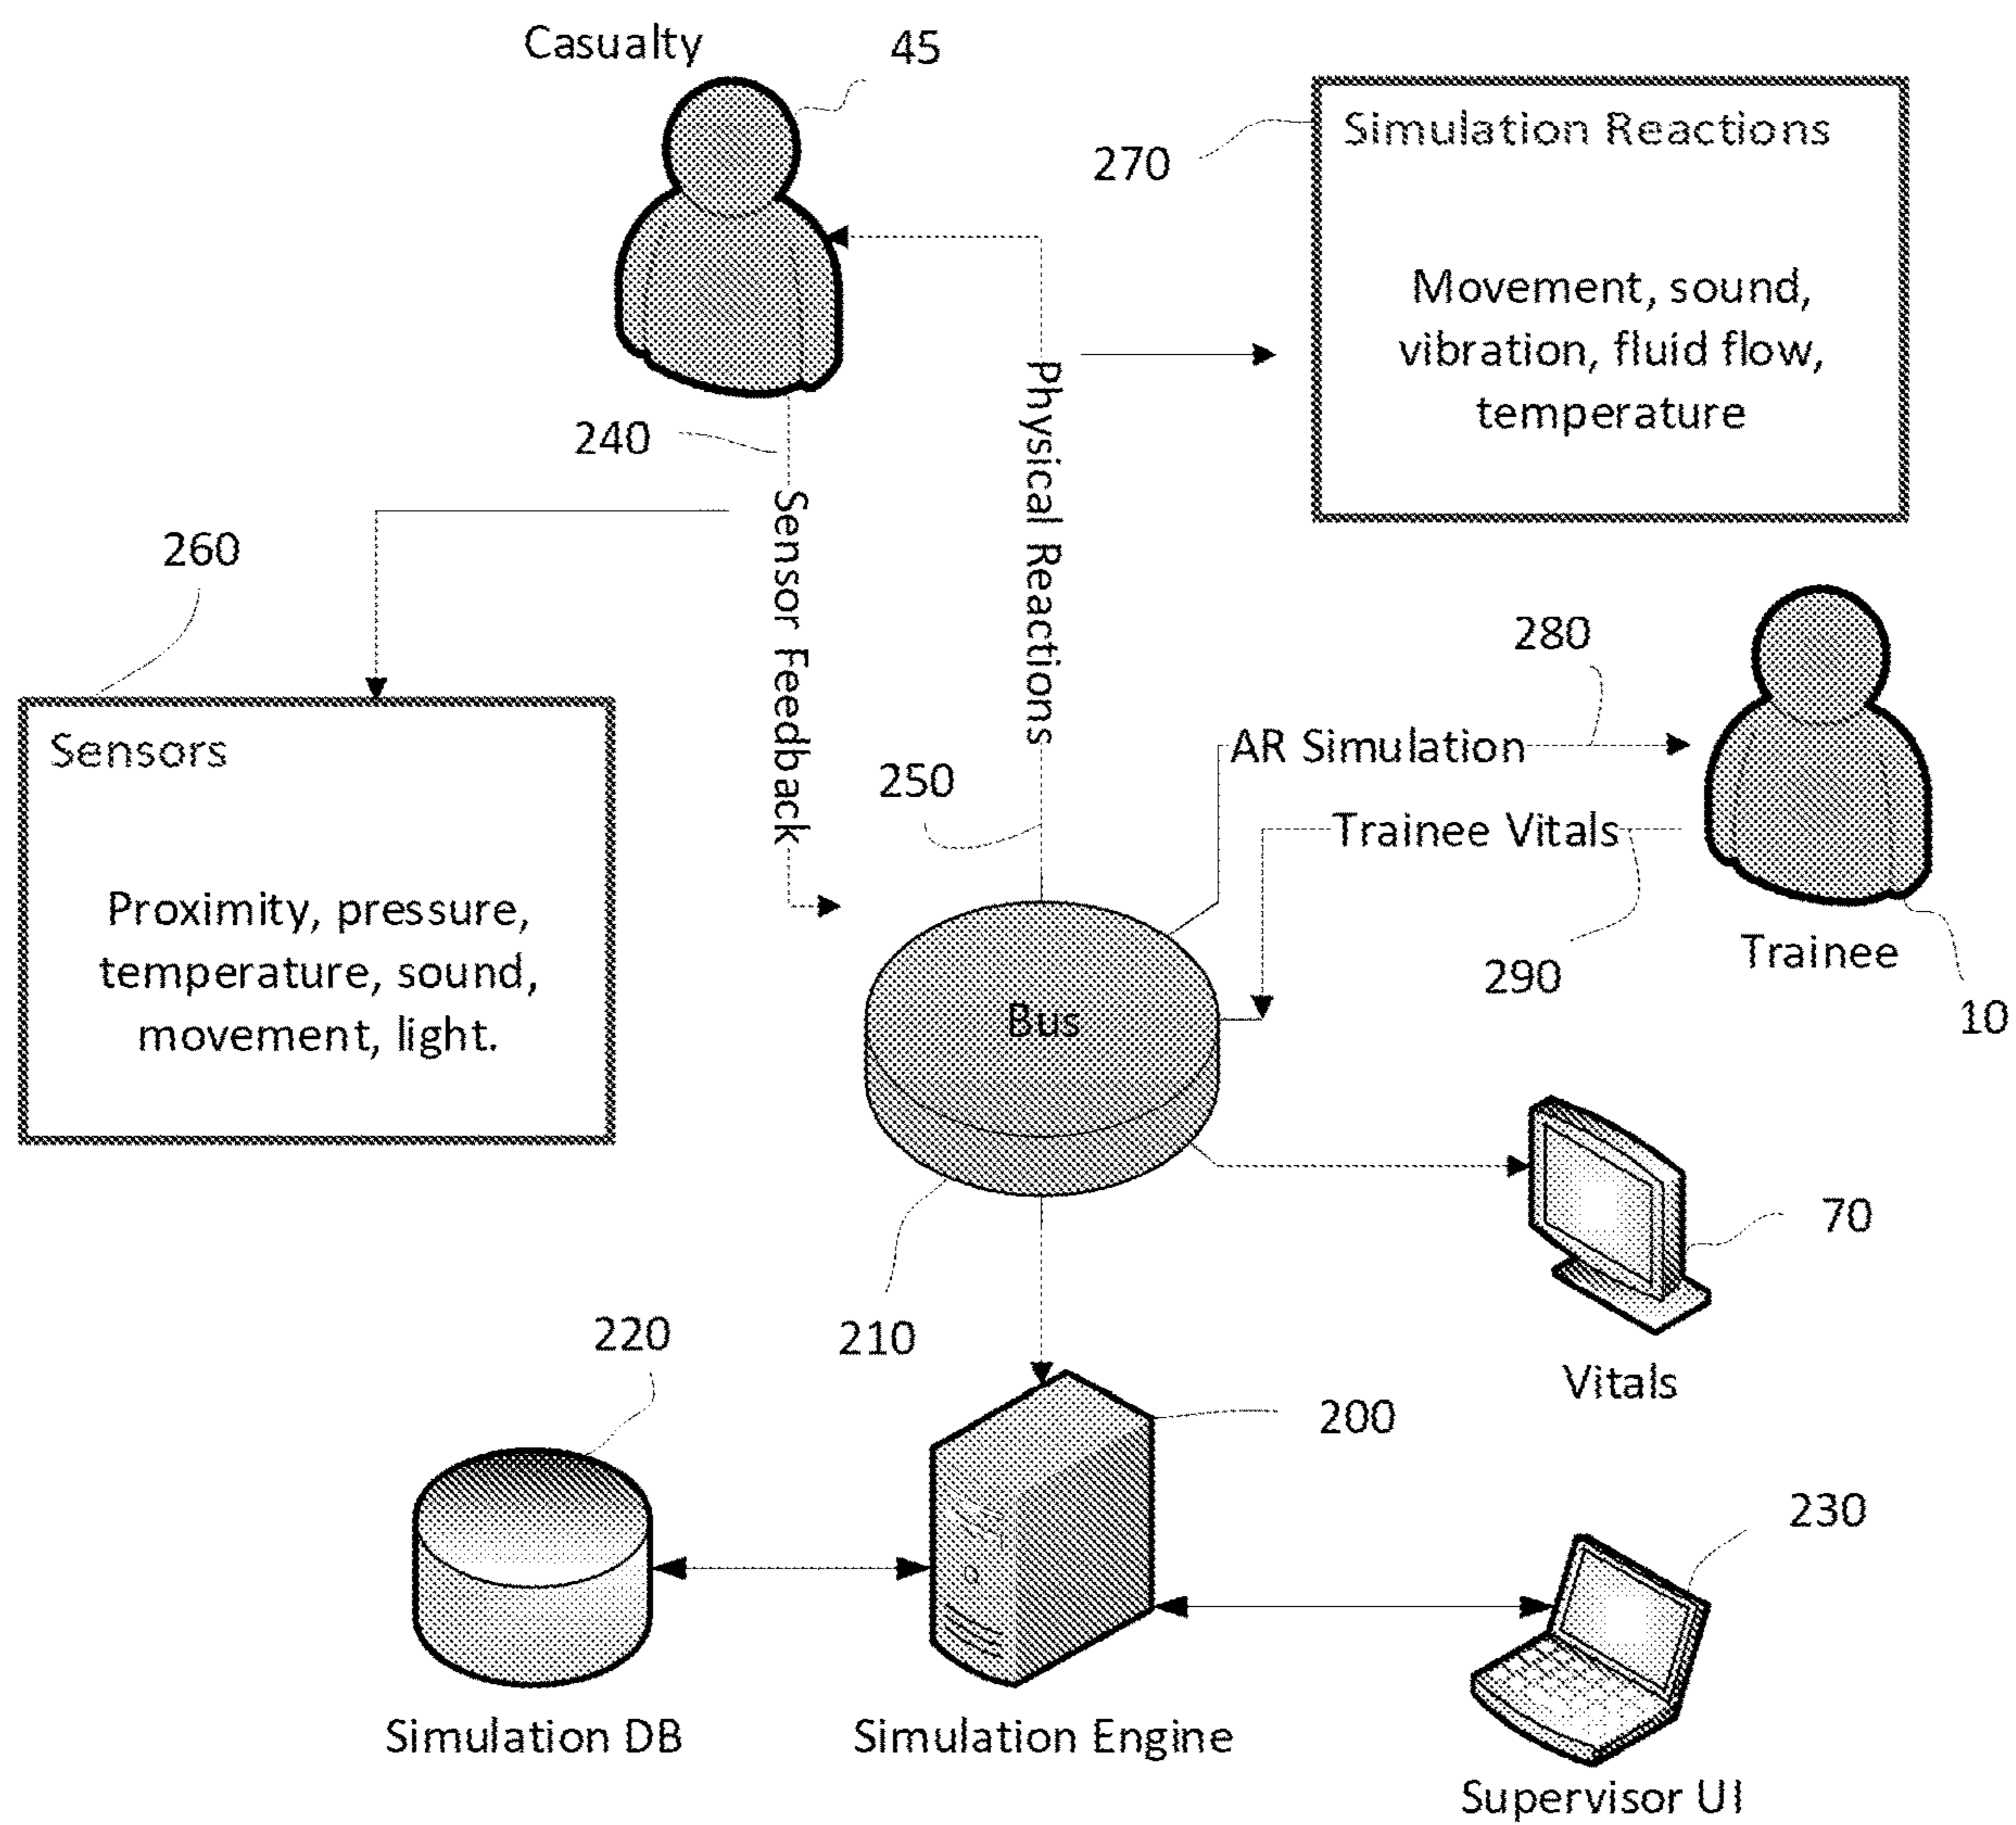 Casualty
45
Simulation Reactions
270
Movement, sound,
vibration, fluid flow,
temperature
240
Physical Reactions
Sensor Feedback
260
280
Sensors
AR Simulation
250
Trainee Vitals
Proximity, pressure,
temperature, sound,
movement, light.
Trainee
290
10
Bus
70
210
220
Vitals
200
230
Simulation DB
Simulation Engine
Supervisor UI